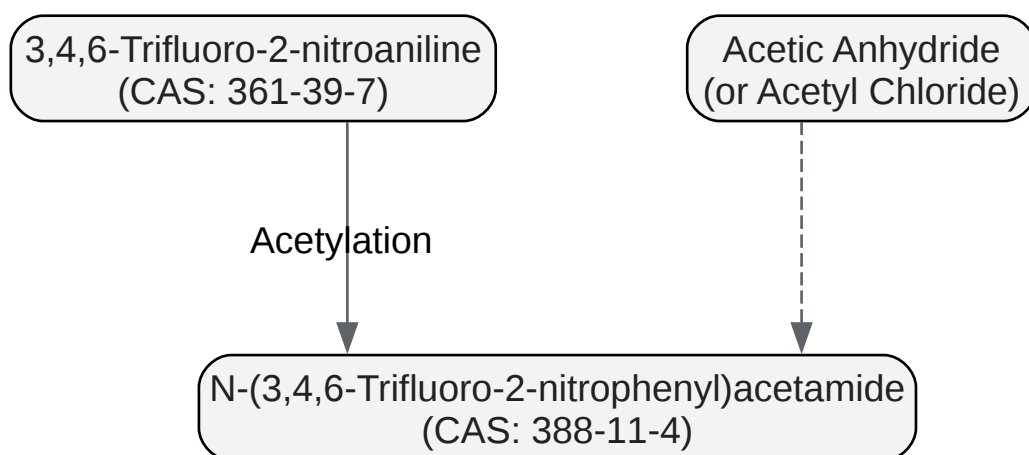 3,4,6-Trifluoro-2-nitroaniline
(CAS: 361-39-7)
Acetic Anhydride
(or Acetyl Chloride)
Acetylation
N-(3,4,6-Trifluoro-2-nitrophenyl)acetamide
(CAS: 388-11-4)